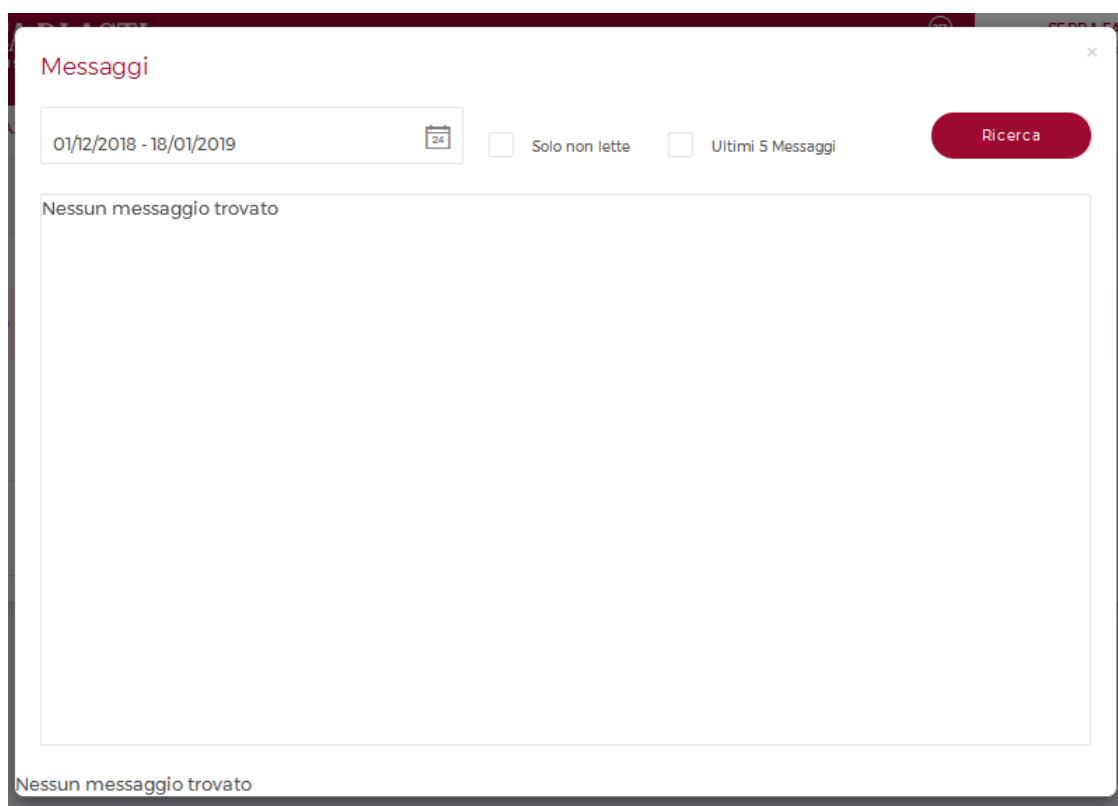 Messaggi
×
01/12/2018 - 18/01/2019
24
Solo non lette
Ultimi 5 Messaggi
Ricerca
Nessun messaggio trovato
Nessun messaggio trovato